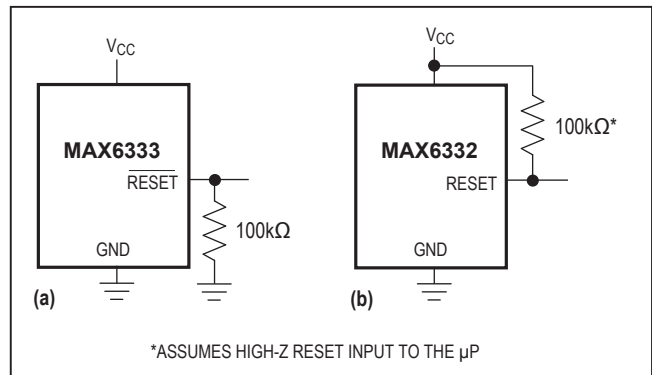 VCC
MAX6333
RESET
100kΩ
GND
(a)
VCC
100kΩ*
MAX6332
RESET
GND
(b)
*ASSUMES HIGH-Z RESET INPUT TO THE µP